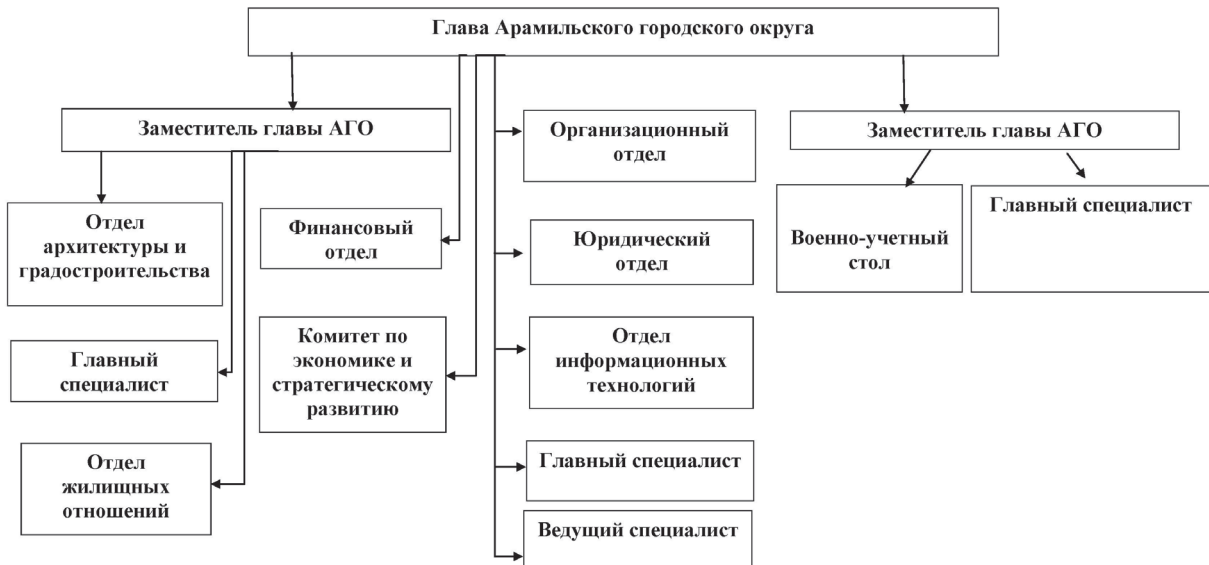 Глава Арамильского городского округа
Заместитель главы АГО
Организационный
отдел
Заместитель главы АГО
Отдел
архитектуры и
градостроительства
Финансовый
отдел
Юридический
отдел
Военно-учетный
стол
Главный специалист
Главный
специалист
Комитет по
экономике и
стратегическому
развитию
Отдел
информационных
технологий
Отдел
жилищных
отношений
Главный специалист
Ведущий специалист